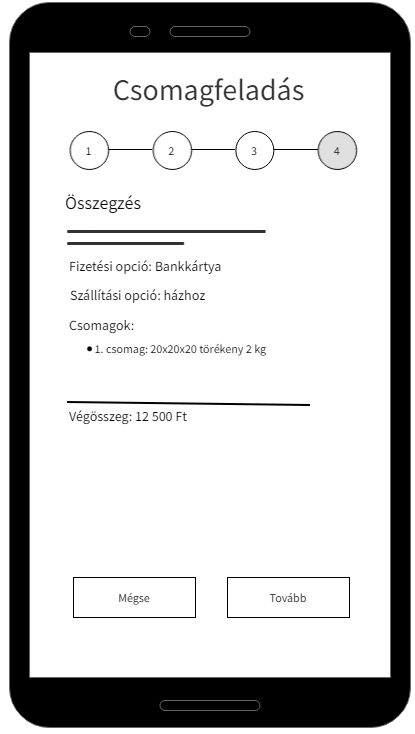 Csomagfeladás
1 2 3 4
Összegzés
Fizetési opció: Bankkártya
Szállítási opció: házhoz
Csomagok:
• 1. csomag: 20x20x20 törékeny 2 kg
Végösszeg: 12 500 Ft
Mégse Tovább